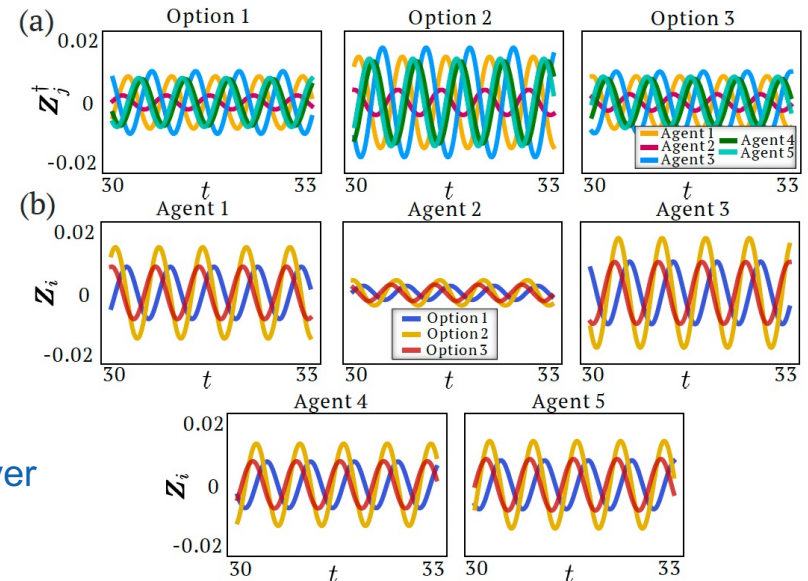 (a)
Option 1
Option 2
Option 3
0.02
0
-0.02
Z†j
30
t
33
30
t
33
30
t
33
Agent 1
Agent 2
Agent 3
Agent 4
Agent 5
(b)
Agent 1
Agent 2
Agent 3
0.02
0
-0.02
Zi
30
t
33
30
t
33
30
t
33
Option 1
Option 2
Option 3
Agent 4
Agent 5
0.02
0
-0.02
Zi
30
t
33
30
t
33
ver